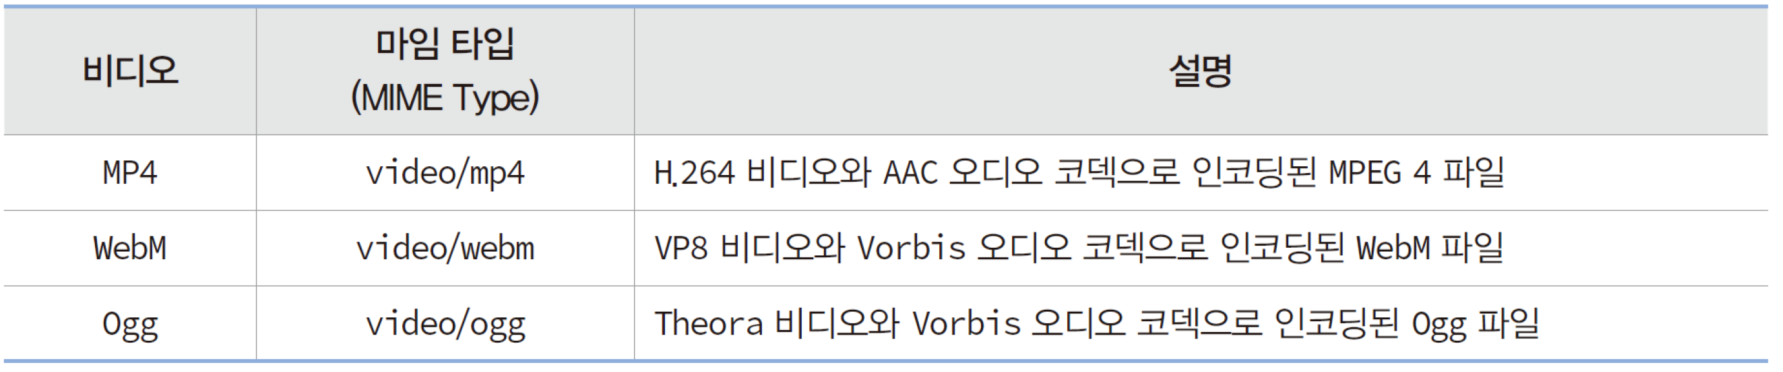 비디오 마임 타입 설명
(MIME Type)
MP4 video/mp4 H.264 비디오와 AAC 오디오 코덱으로 인코딩된 MPEG 4 파일
WebM video/webm VP8 비디오와 Vorbis 오디오 코덱으로 인코딩된 WebM 파일
Ogg video/ogg Theora 비디오와 Vorbis 오디오 코덱으로 인코딩된 Ogg 파일